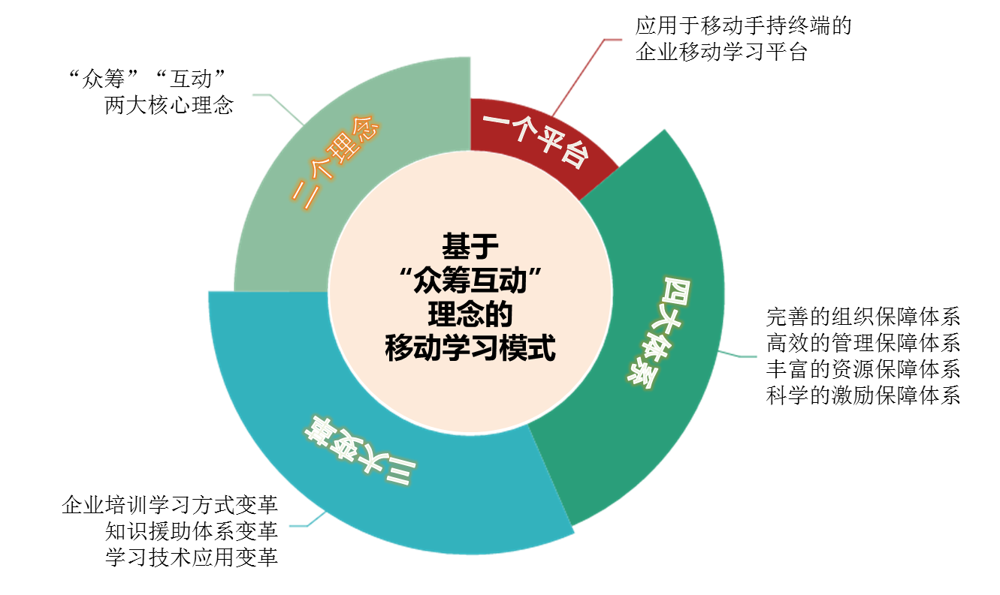 应用于移动手持终端的
企业移动学习平台
“众筹”“互动”
两大核心理念
一个平台
二个理念
基于
“众筹互动”
理念的
移动学习模式
四大体系
完善的组织保障体系
高效的管理保障体系
丰富的资源保障体系
科学的激励保障体系
三大变革
企业培训学习方式变革
知识援助体系变革
学习技术应用变革